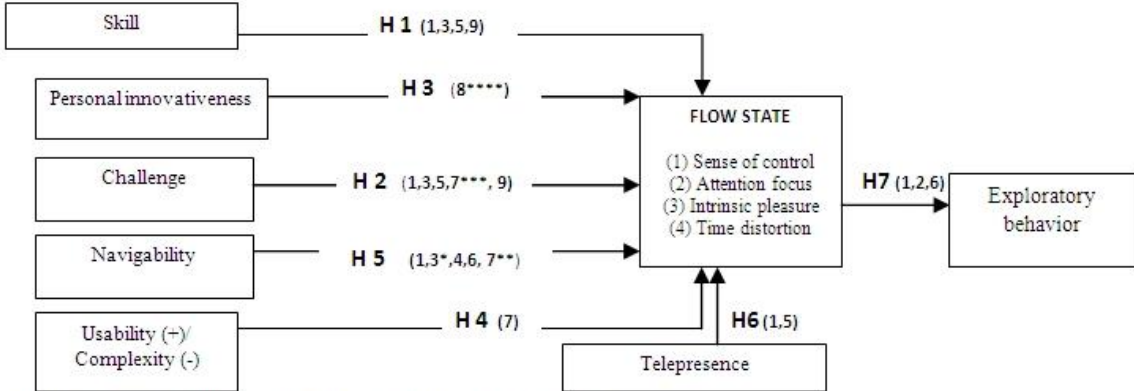 Skill
H 1 (1,3,5,9)
Personal innovativeness
H 3 (8****)
FLOW STATE
(1) Sense of control
(2) Attention focus
(3) Intrinsic pleasure
(4) Time distortion
Challenge
H 2 (1,3,5,7***, 9)
H7 (1,2,6)
Exploratory
behavior
Navigability
H 5 (1,3*,4,6, 7**)
Usability (+)/
Complexity (-)
H 4 (7)
H6 (1,5)
Telepresence